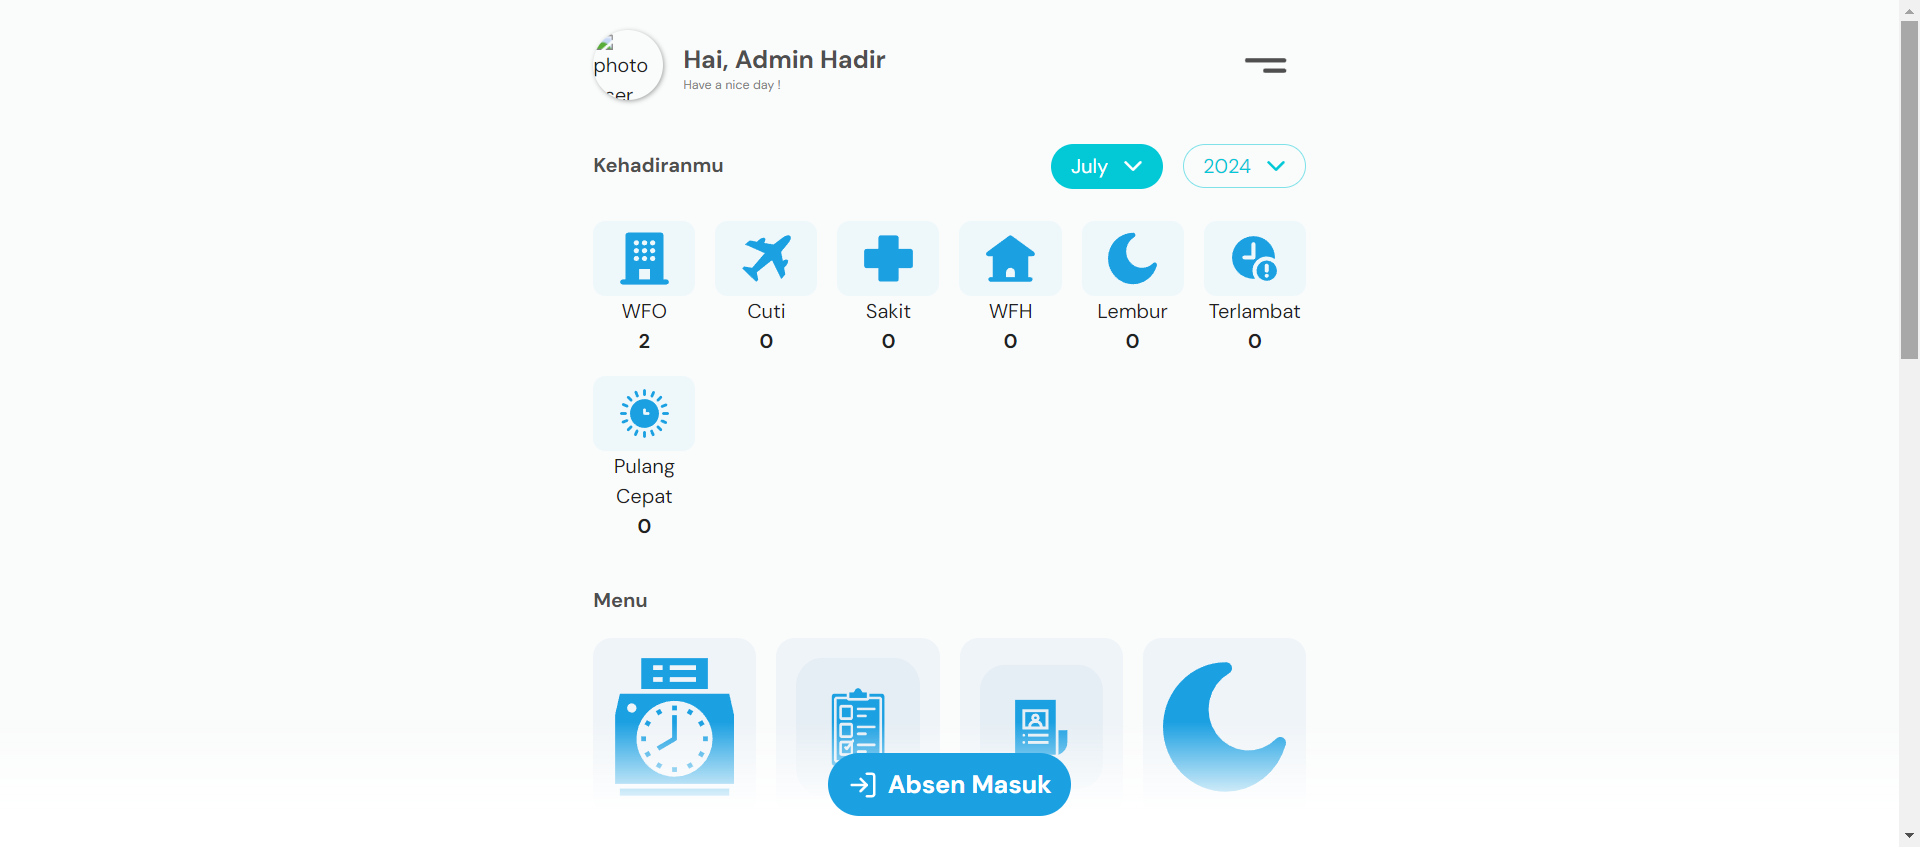 photo
Hai, Admin Hadir
Have a nice day !
Kehadiranmu
July
2024
WFO
Cuti
Sakit
WFH
Lembur
Terlambat
2
0
0
0
0
0
Pulang
Cepat
0
Menu
Absen Masuk